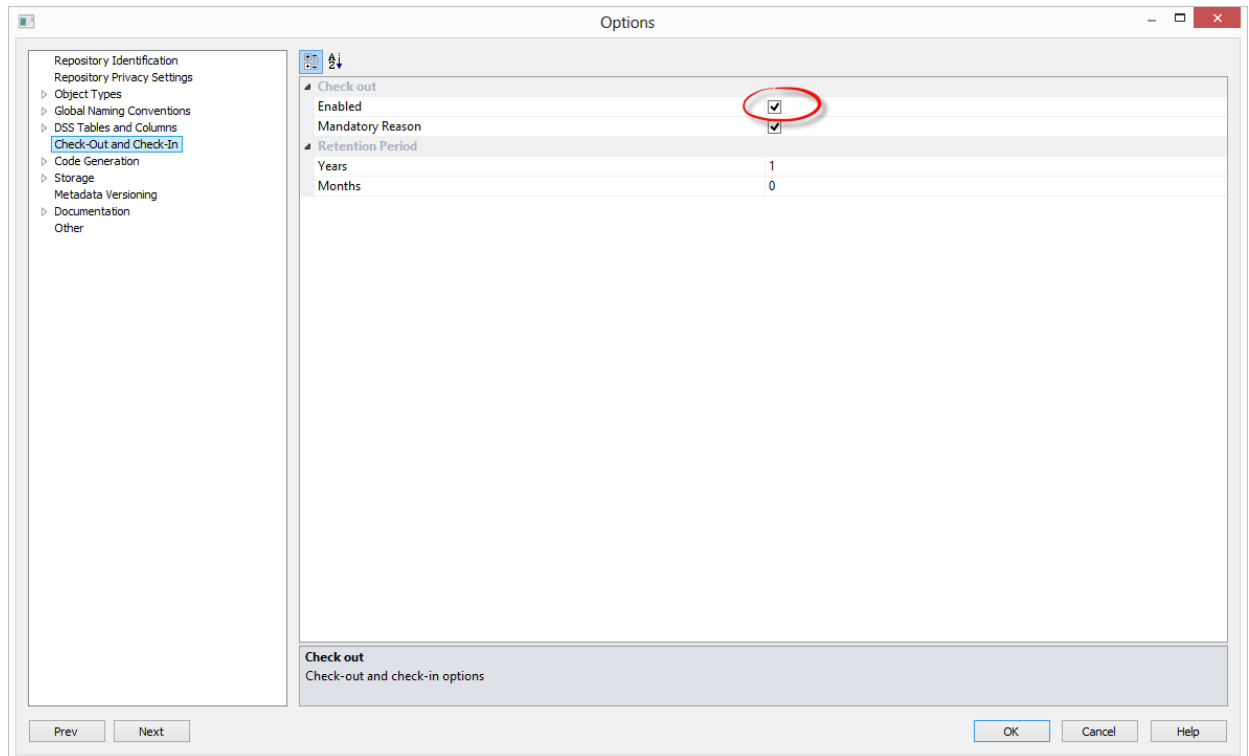 Options
Repository Identification
Repository Privacy Settings
Object Types
Global Naming Conventions
DSS Tables and Columns
Check-Out and Check-In
Code Generation
Storage
Metadata Versioning
Documentation
Other
Check out
Enabled
Mandatory Reason
Retention Period
Years 1
Months 0
Check out
Check-out and check-in options
Prev Next OK Cancel Help